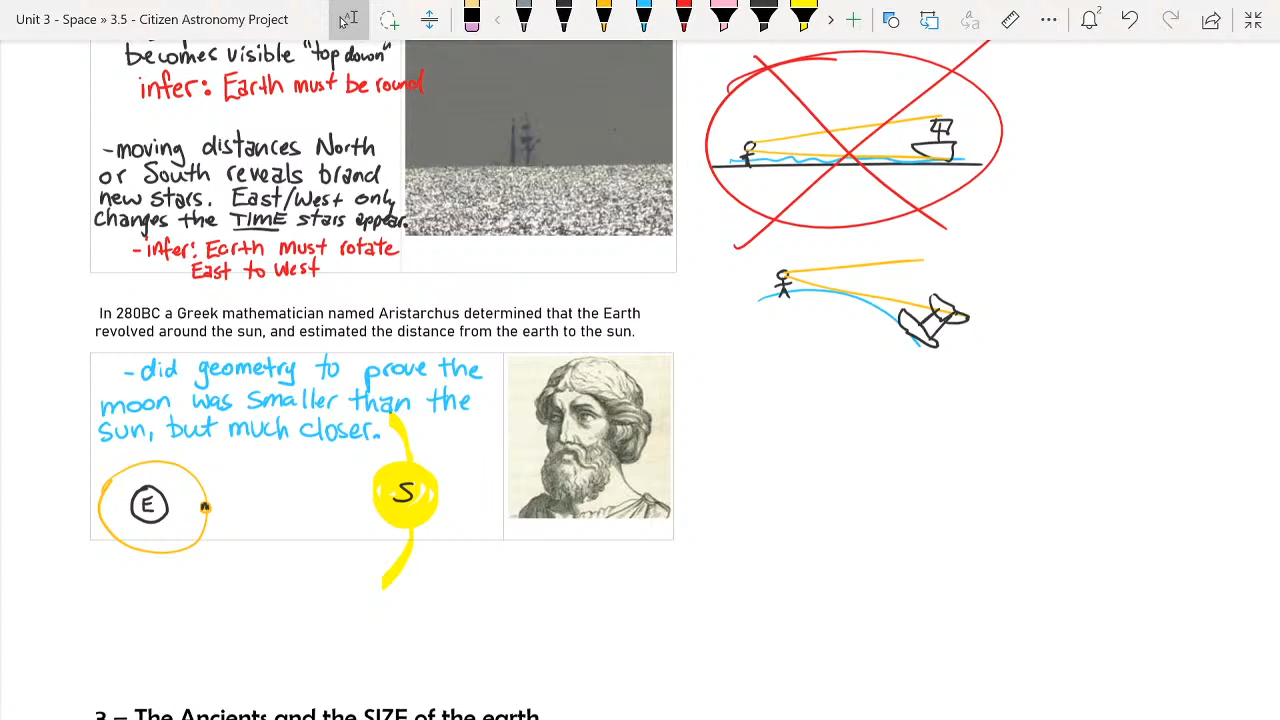 Unit 3 - Space » 3.5 - Citizen Astronomy Project
2
becomes visible "top down"
infer: Earth must be round
-moving distances North
or South reveals brand
new stars. East/West only
changes the TIME stars appear.
-infer: Earth must rotate
East to West
In 280BC a Greek mathematician named Aristarchus determined that the Earth
revolved around the sun, and estimated the distance from the earth to the sun.
-did geometry to prove the
moon was smaller than the
sun, but much closer.
E
S
3 – The Ancients and the SIZE of the earth